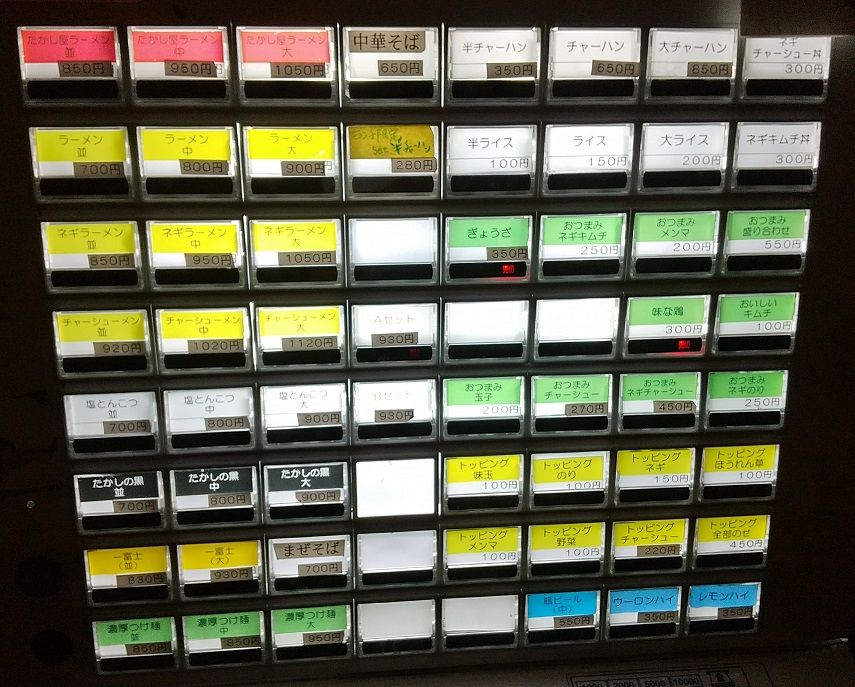 たかし屋ラーメン
並
850円
たかし屋ラーメン
中
950円
たかし屋ラーメン
大
1050円
中華そば
650円
半チャーハン
350円
チャーハン
650円
大チャーハン
850円
ネギ
チャーシュー丼
300円
ラーメン
並
700円
ラーメン
中
800円
ラーメン
大
900円
ランチ限定
280円
半ライス
100円
ライス
150円
大ライス
200円
ネギキムチ丼
300円
ネギラーメン
並
850円
ネギラーメン
中
950円
ネギラーメン
大
1050円
ぎょうざ
350円
売切
おつまみ
ネギキムチ
250円
おつまみ
メンマ
200円
おつまみ
盛り合わせ
550円
チャーシューメン
並
920円
チャーシューメン
中
1020円
チャーシューメン
大
1120円
Aセット
930円
味な鶏
300円
売切
おいしい
キムチ
100円
塩とんこつ
並
700円
塩とんこつ
中
800円
塩とんこつ
大
900円
Bセット
930円
おつまみ
玉子
200円
おつまみ
チャーシュー
270円
おつまみ
ネギチャーシュー
450円
おつまみ
ネギのり
250円
たかしの黒
並
700円
たかしの黒
中
800円
たかしの黒
大
900円
トッピング
味玉
100円
トッピング
のり
100円
トッピング
ネギ
150円
トッピング
ほうれん草
100円
一富士
(並)
830円
一富士
(大)
930円
まぜそば
700円
トッピング
メンマ
100円
トッピング
野菜
100円
トッピング
チャーシュー
220円
トッピング
全部のせ
450円
濃厚つけ麺
並
850円
濃厚つけ麺
中
850円
濃厚つけ麺
大
950円
瓶ビール
(中)
550円
ウーロンハイ
350円
レモンハイ
350円
1000 2000 5000 10000